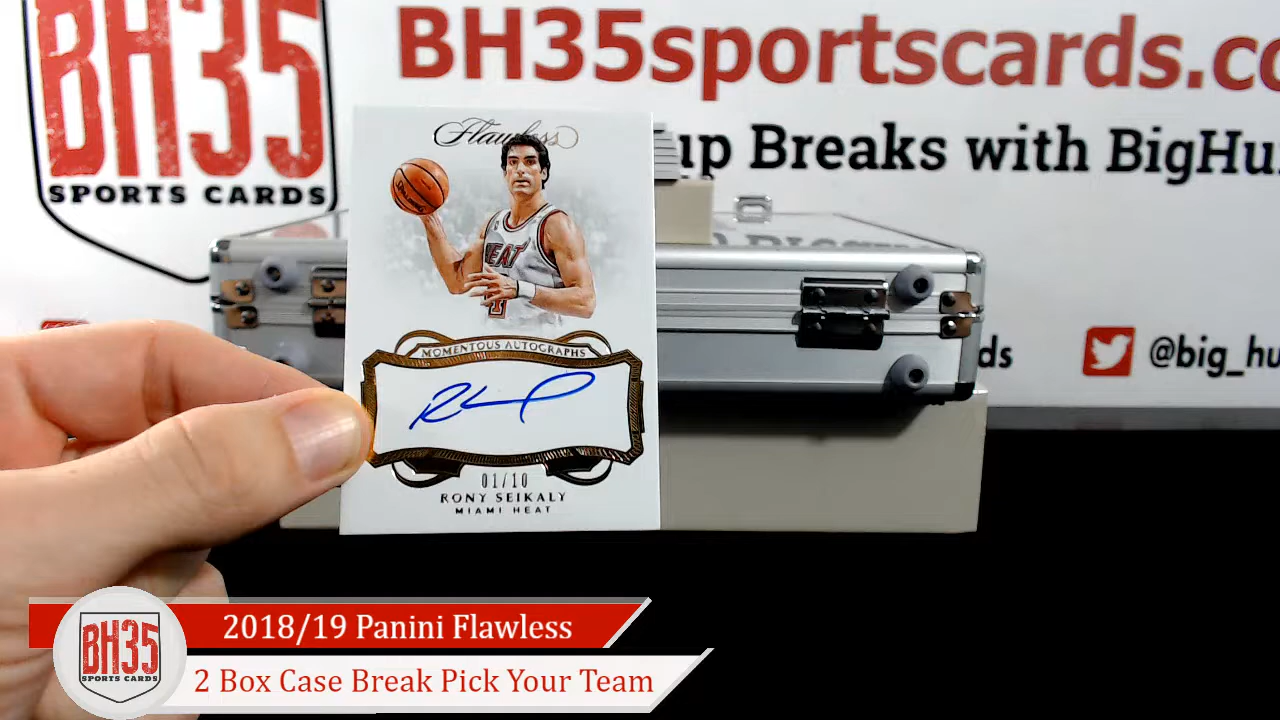 BH35
SPORTS CARDS
BH35sportscards.co
up Breaks with BigHu
Flawless
SPALDING
HEAT
MOMENTOUS AUTOGRAPHS
01/10
RONY SEIKALY
MIAMI HEAT
ds
@big_hu
2018/19 Panini Flawless
2 Box Case Break Pick Your Team
BH35
SPORTS CARDS